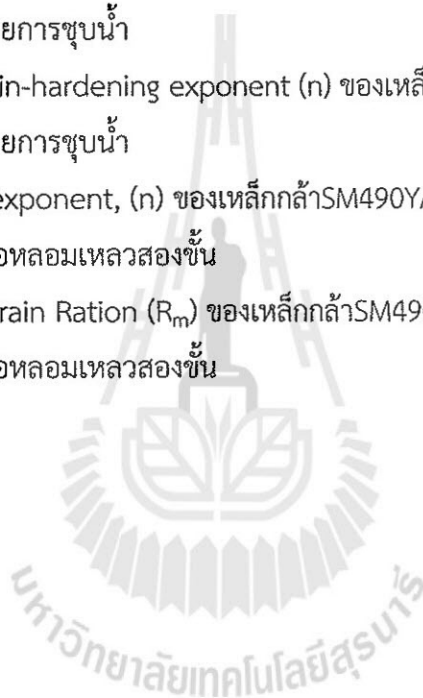 ยการชุบน้ำ
in-hardening exponent (n) ของเหล็
ยการชุบน้ำ
exponent, (n) ของเหล็กกล้าSM490Y
อหลอมเหลวสองขั้น
rain Ration (Rm) ของเหล็กกล้าSM49
อหลอมเหลวสองขั้น
มหาวิทยาลัยเทคโนโลยีสุรนารี